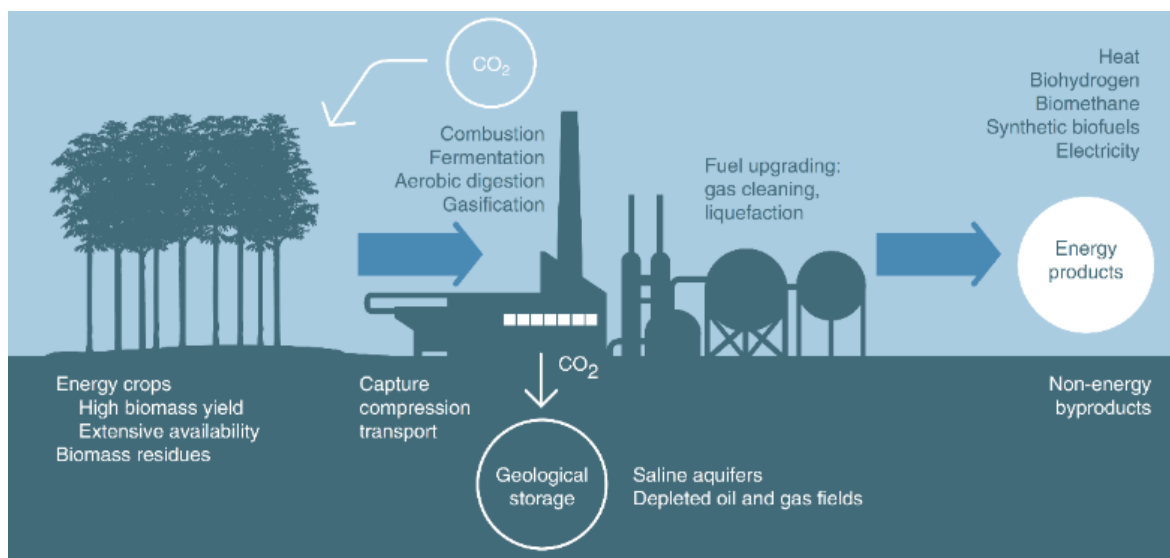 CO₂
Combustion
Fermentation
Aerobic digestion
Gasification
Fuel upgrading:
gas cleaning,
liquefaction
Heat
Biohydrogen
Biomethane
Synthetic biofuels
Electricity
Energy
products
Energy crops
High biomass yield
Extensive availability
Biomass residues
Capture
compression
transport
CO₂
Geological
storage
Saline aquifers
Depleted oil and gas fields
Non-energy
byproducts